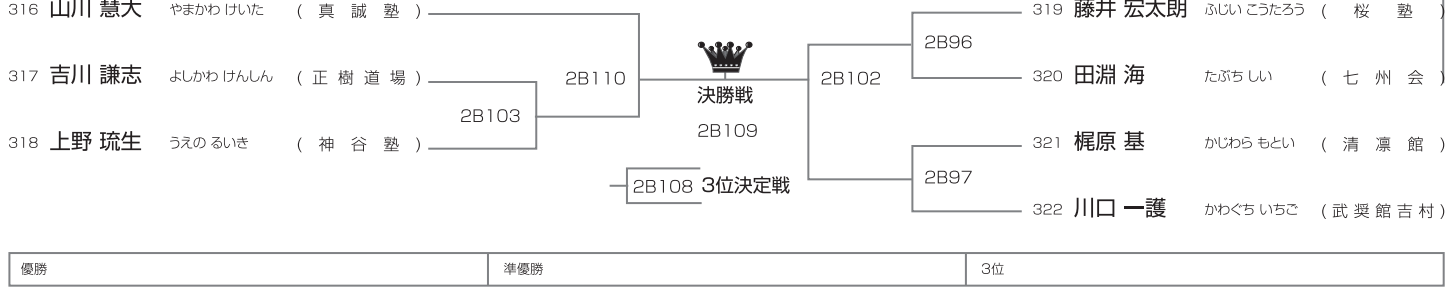 316 山川 慧大 やまかわ けいた ( 真 誠 塾 )
317 吉川 謙志 よしかわ けんしん ( 正 樹 道 場 )
318 上野 琉生 うえの るいき ( 神 谷 塾 )
2B103
2B110
決勝戦
2B109
2B108 3位決定戦
2B102
2B96
2B97
319 藤井 宏太朗 ふじい こうたろう ( 桜 塾 )
320 田淵 海 たぶち しい ( 七 州 会 )
321 梶原 基 かじわら もとい ( 清 凛 館 )
322 川口 一護 かわぐち いちご ( 武 奨 館 吉 村 )
優勝 準優勝 3位